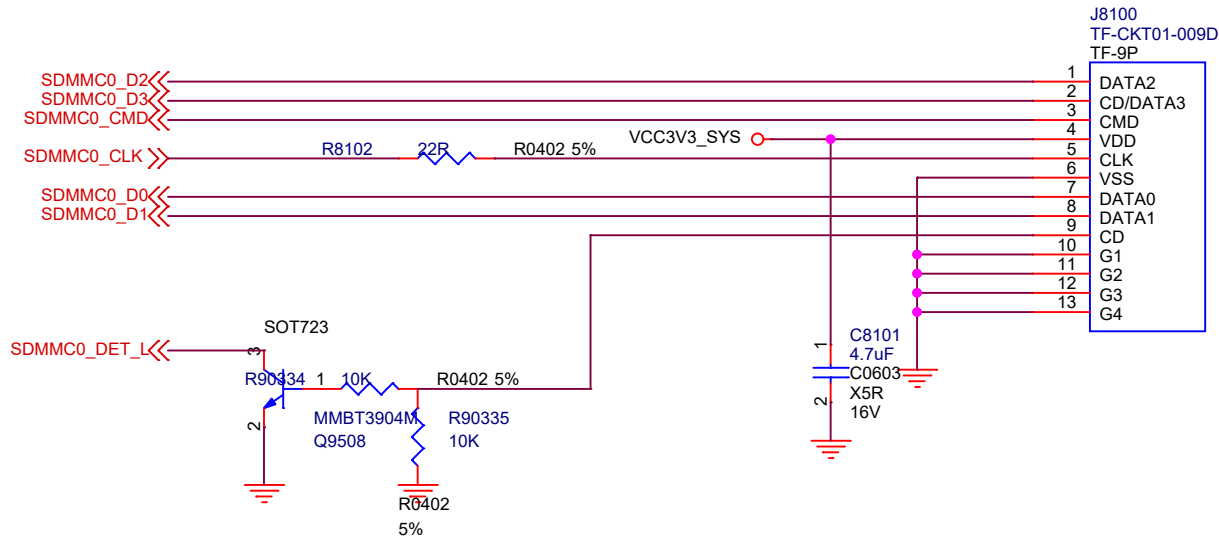 J8100
TF-CKT01-009D
TF-9P
SDMMC0_D2
1
DATA2
SDMMC0_D3
2
CD/DATA3
SDMMC0_CMD
3
CMD
VCC3V3_SYS
4
VDD
SDMMC0_CLK
R8102
22R
R0402 5%
5
CLK
6
VSS
SDMMC0_D0
7
DATA0
SDMMC0_D1
8
DATA1
9
CD
10
G1
11
G2
12
G3
13
G4
SOT723
SDMMC0_DET_L
3
R90334
1
10K
R0402 5%
2
MMBT3904M
Q9508
R90335
10K
R0402
5%
1
C8101
4.7uF
C0603
X5R
16V
2